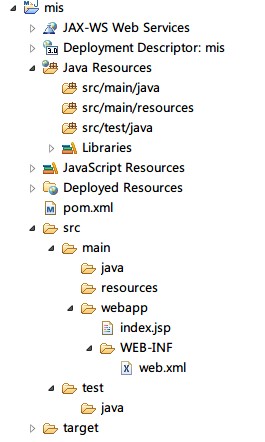 mis
JAX-WS Web Services
3.0 Deployment Descriptor: mis
Java Resources
src/main/java
src/main/resources
src/test/java
Libraries
JavaScript Resources
Deployed Resources
M pom.xml
src
main
java
resources
webapp
index.jsp
WEB-INF
X web.xml
test
java
target